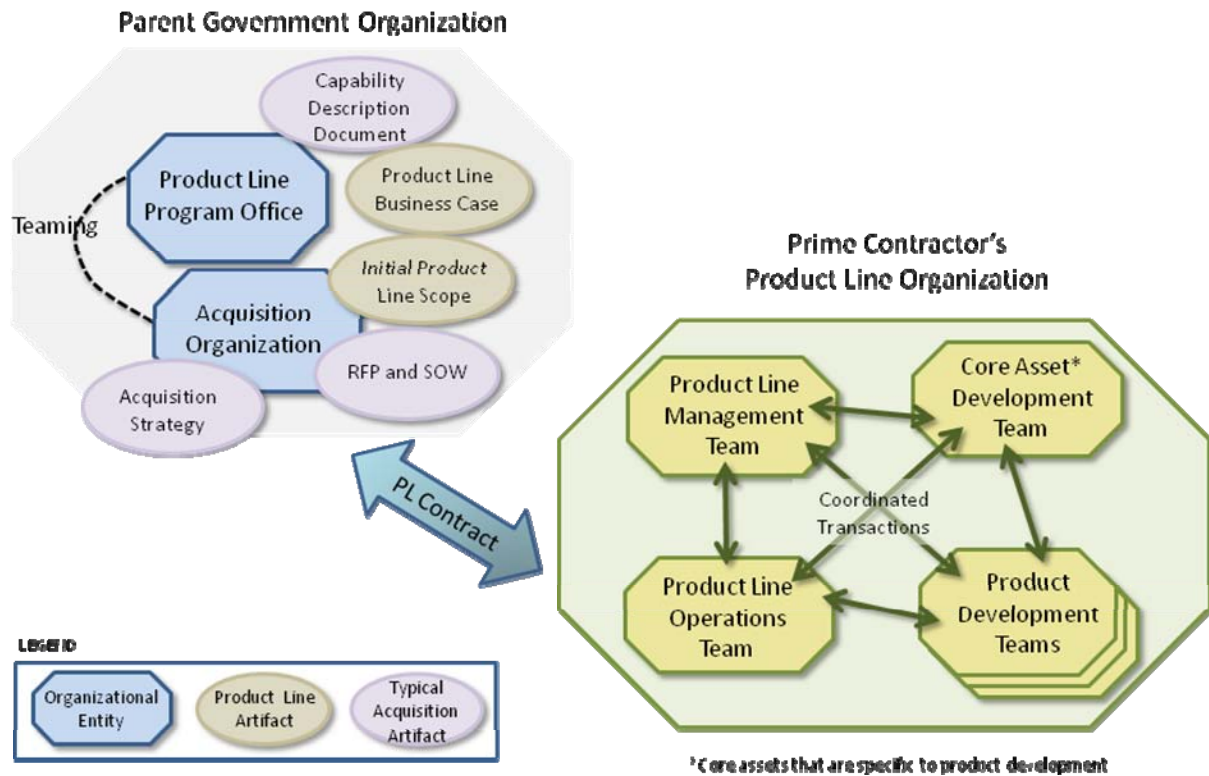 Parent Government Organization
Capability
Description
Document
Product Line
Program Office
Product Line
Business Case
Teaming
Initial Product
Line Scope
Acquisition
Organization
RFP and SOW
Acquisition
Strategy
PL Contract
Prime Contractor's
Product Line Organization
Product Line
Management
Team
Core Asset*
Development
Team
Coordinated
Transactions
Product Line
Operations
Team
Product
Development
Teams
LEGEND
Organizational
Entity
Product Line
Artifact
Typical
Acquisition
Artifact
*Core assets that are specific to product development